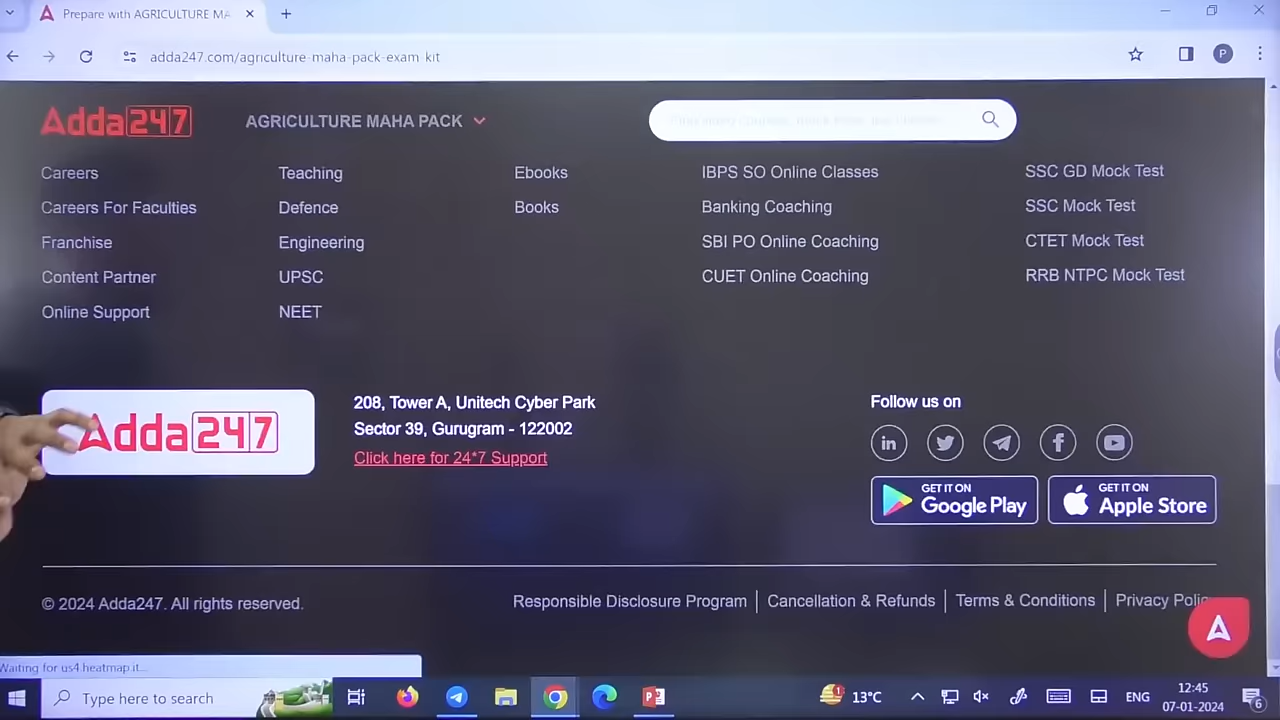 Prepare with AGRICULTURE MA
adda247.com/agriculture-maha-pack-exam-kit
P
Adda247
AGRICULTURE MAHA PACK
Careers
Teaching
Ebooks
IBPS SO Online Classes
SSC GD Mock Test
Careers For Faculties
Defence
Books
Banking Coaching
SSC Mock Test
Franchise
Engineering
SBI PO Online Coaching
CTET Mock Test
Content Partner
UPSC
CUET Online Coaching
RRB NTPC Mock Test
Online Support
NEET
Adda247
208, Tower A, Unitech Cyber Park
Sector 39, Gurugram - 122002
Click here for 24*7 Support
Follow us on
GET IT ON
Google Play
GET IT ON
Apple Store
© 2024 Adda247. All rights reserved.
Responsible Disclosure Program
Cancellation & Refunds
Terms & Conditions
Privacy Polic
Waiting for us4.heatmap.it...
Type here to search
13°C
ENG
12:45
07-01-2024
6